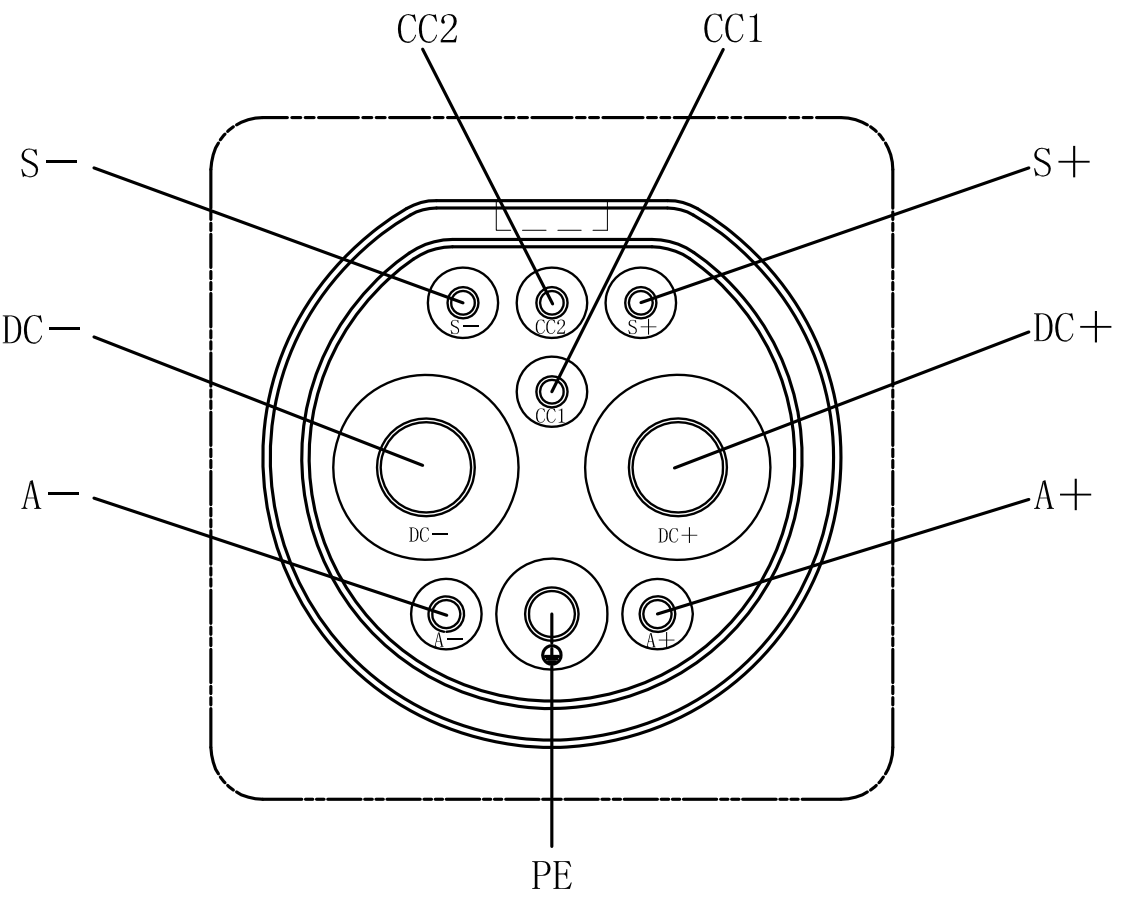 CC2 CC1
S− S+
S− CC2 S+
DC− DC+
CC1
A− A+
DC− DC+
A− A+
PE